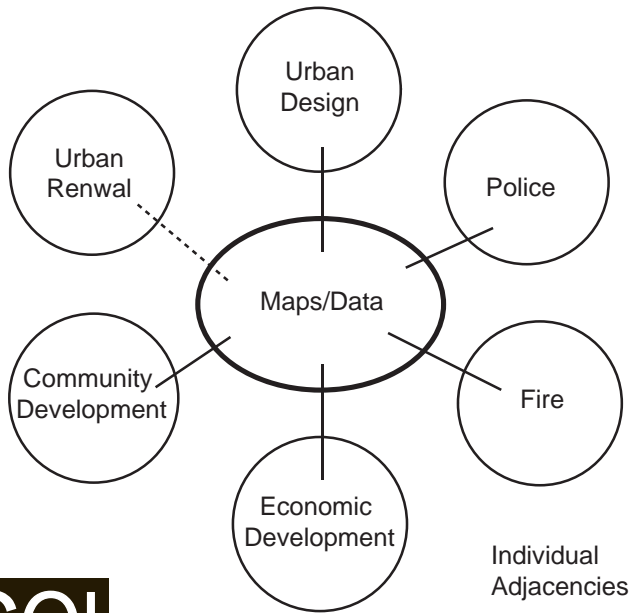 Urban
Design
Urban
Renwal
Police
Maps/Data
Community
Development
Fire
Economic
Development
Individual
Adjacencies